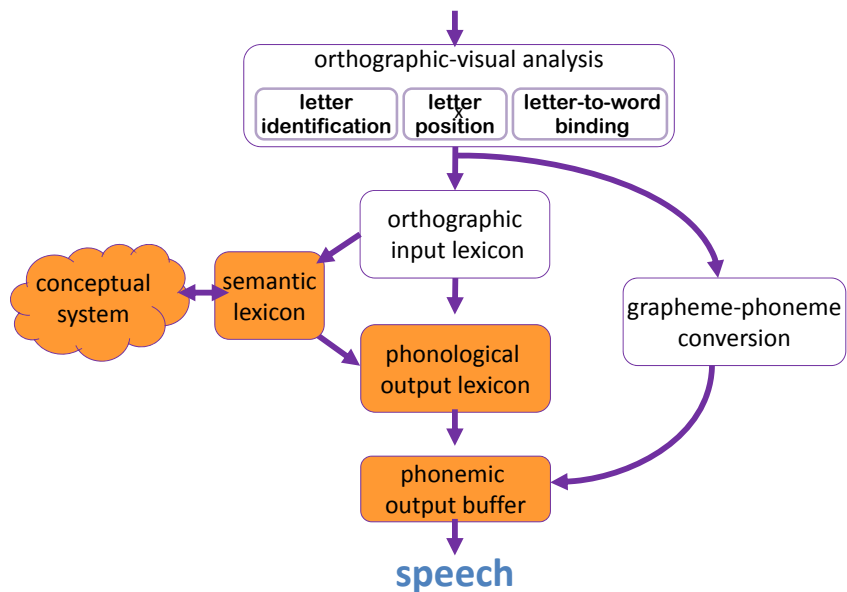 orthographic-visual analysis
letter
identification
letter
x
position
letter-to-word
binding
orthographic
input lexicon
conceptual
system
semantic
lexicon
grapheme-phoneme
conversion
phonological
output lexicon
phonemic
output buffer
speech